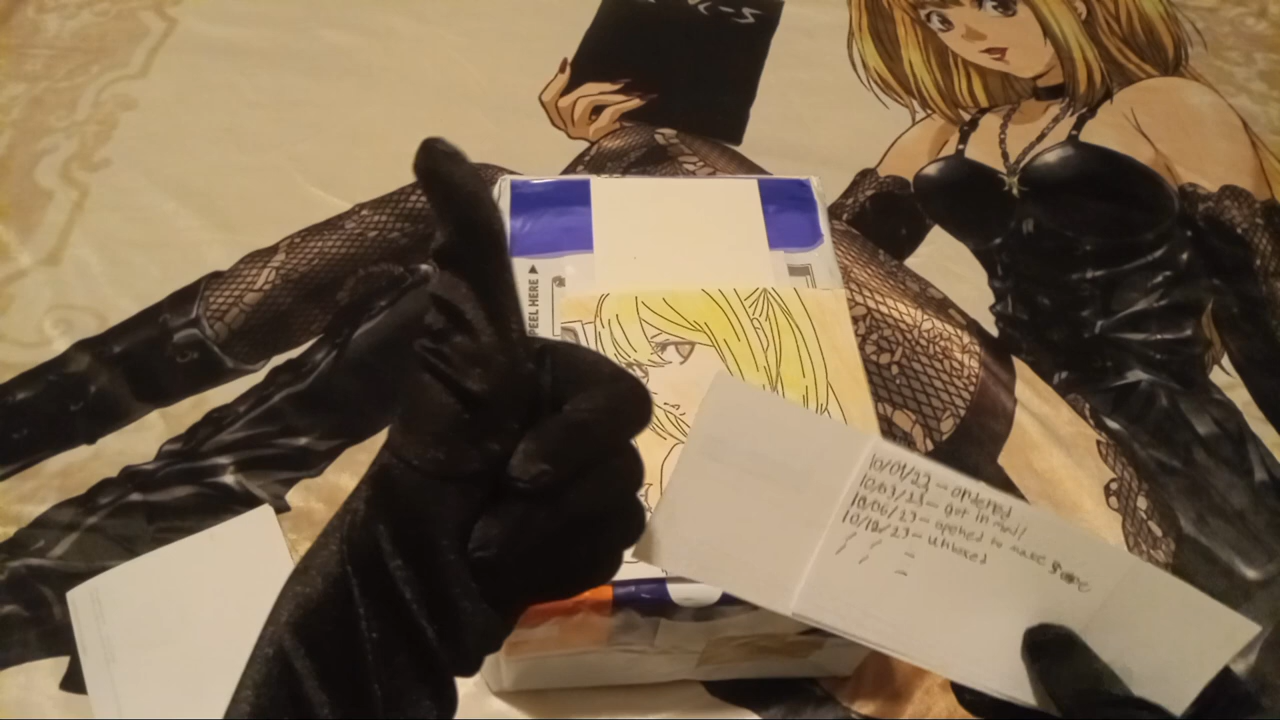 PEEL HERE
10/01/23 - ordered
10/03/23 - got in mail
10/06/23 - opened to make sure
10/10/23 - unboxed
/ / -
-